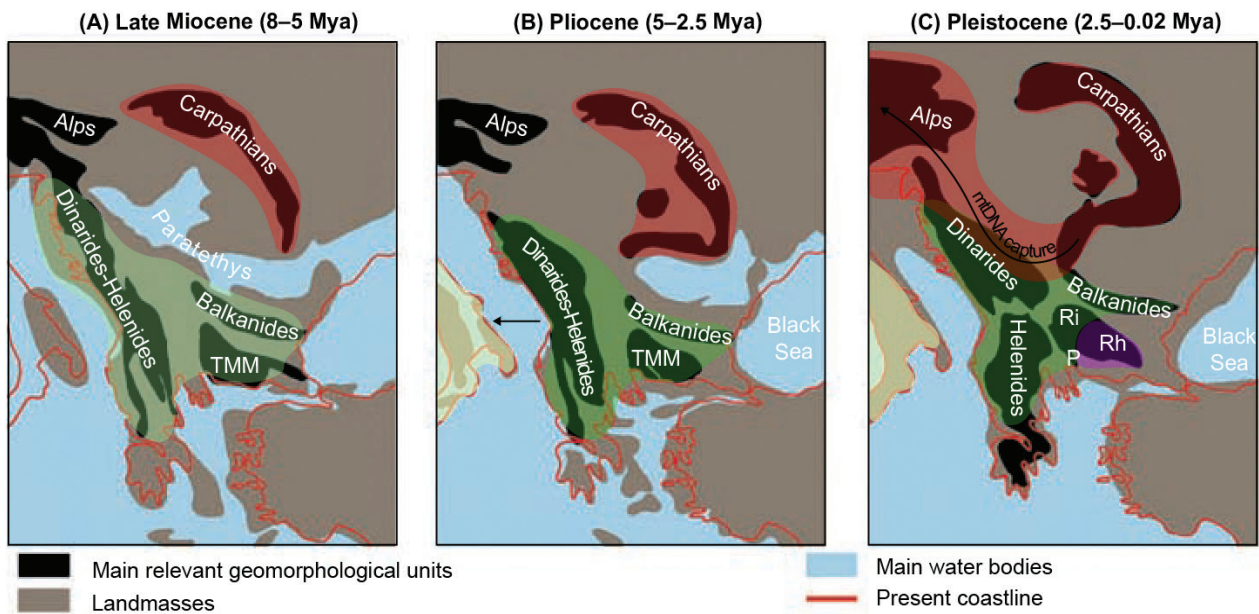 (A) Late Miocene (8–5 Mya)
Alps
Carpathians
Dinarides-Helenides
Paratethys
Balkanides
TMM
(B) Pliocene (5–2.5 Mya)
Alps
Carpathians
Dinarides-Helenides
Balkanides
TMM
Black
Sea
(C) Pleistocene (2.5–0.02 Mya)
Alps
Carpathians
mtDNA capture
Dinarides
Balkanides
Helenides
Ri
Rh
P
Black
Sea
Main relevant geomorphological units
Landmasses
Main water bodies
Present coastline